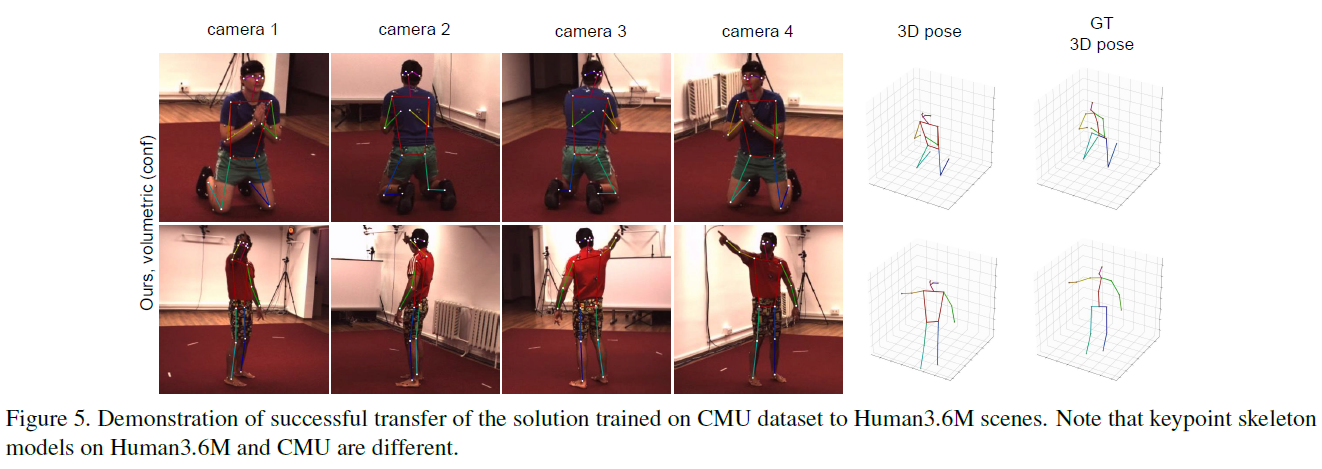 camera 1 camera 2 camera 3 camera 4 3D pose GT 3D pose
Ours, volumetric (conf)
Figure 5. Demonstration of successful transfer of the solution trained on CMU dataset to Human3.6M scenes. Note that keypoint skeleton
models on Human3.6M and CMU are different.